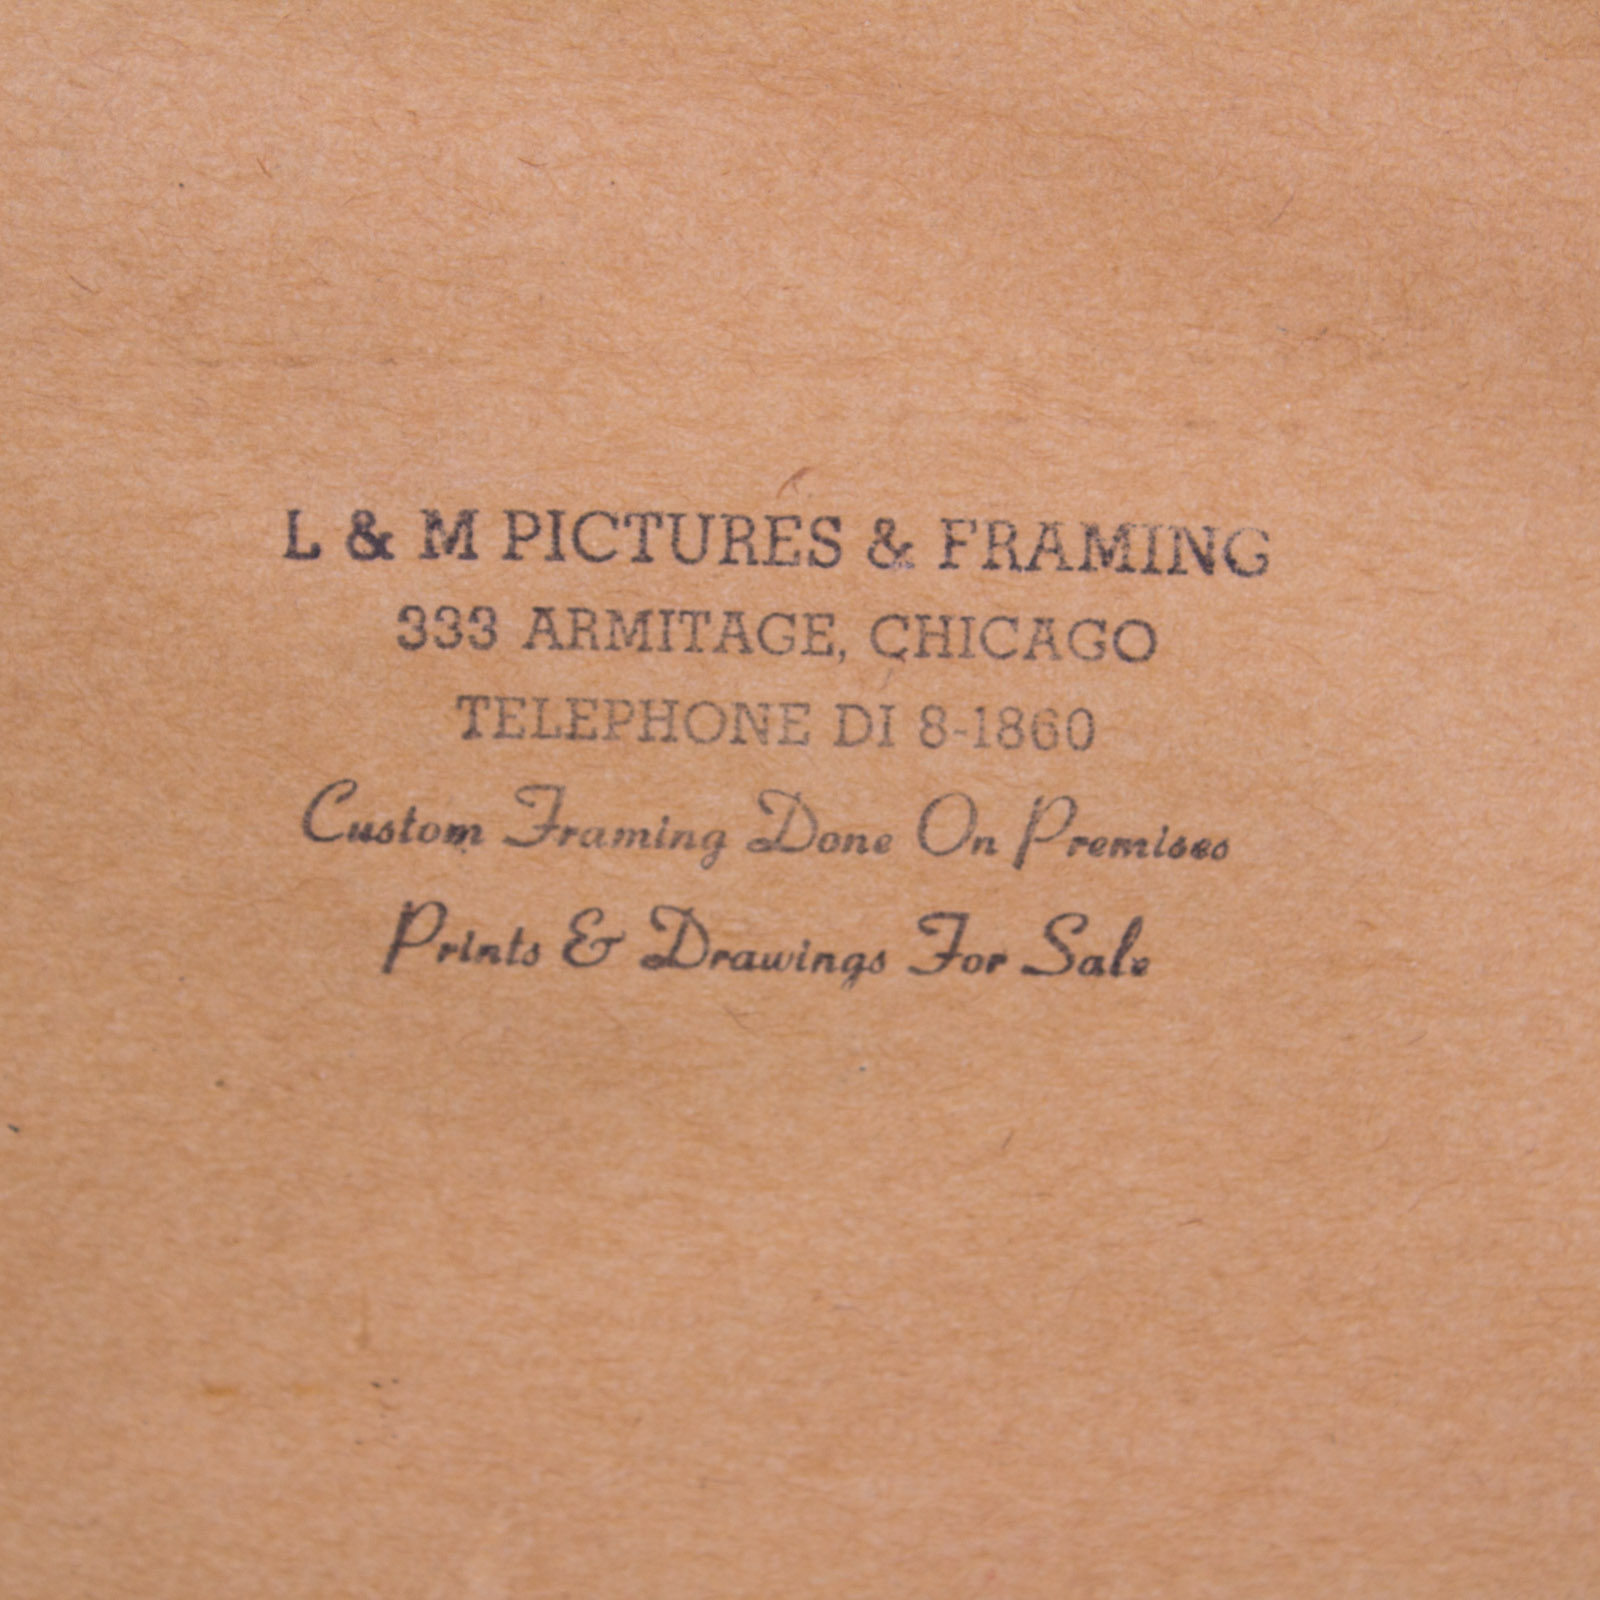 L & M PICTURES & FRAMING
333 ARMITAGE, CHICAGO
TELEPHONE DI 8-1860
Custom Framing Done On Premises
Prints & Drawings For Sale